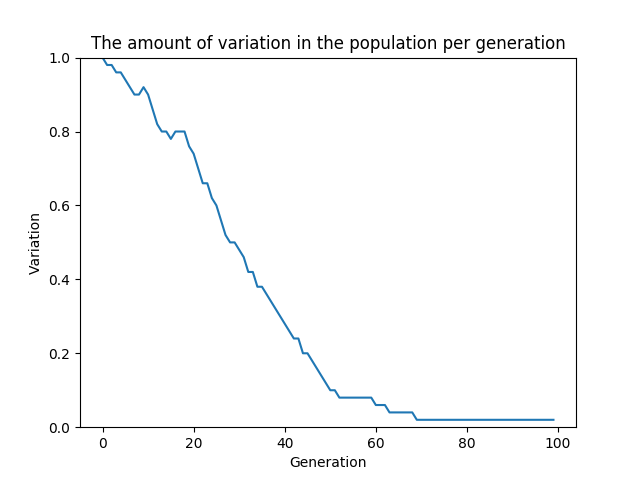 The amount of variation in the population per generation
1.0
0.8
0.6
0.4
0.2
0.0
Variation
0 20 40 60 80 100
Generation